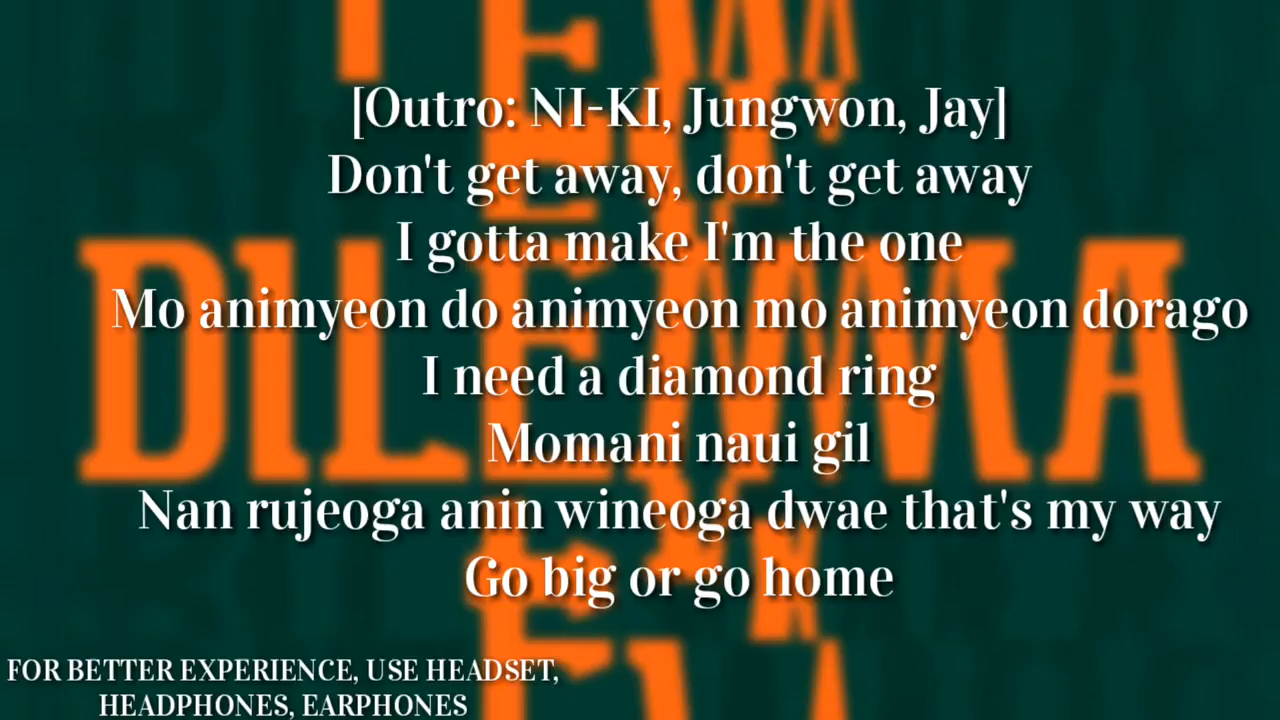 [Outro: NI-KI, Jungwon, Jay]
Don't get away, don't get away
I gotta make I'm the one
Mo animyeon do animyeon mo animyeon dorago
I need a diamond ring
Momani naui gil
Nan rujeoga anin wineoga dwae that's my way
Go big or go home
DILEMMA
FOR BETTER EXPERIENCE, USE HEADSET,
HEADPHONES, EARPHONES